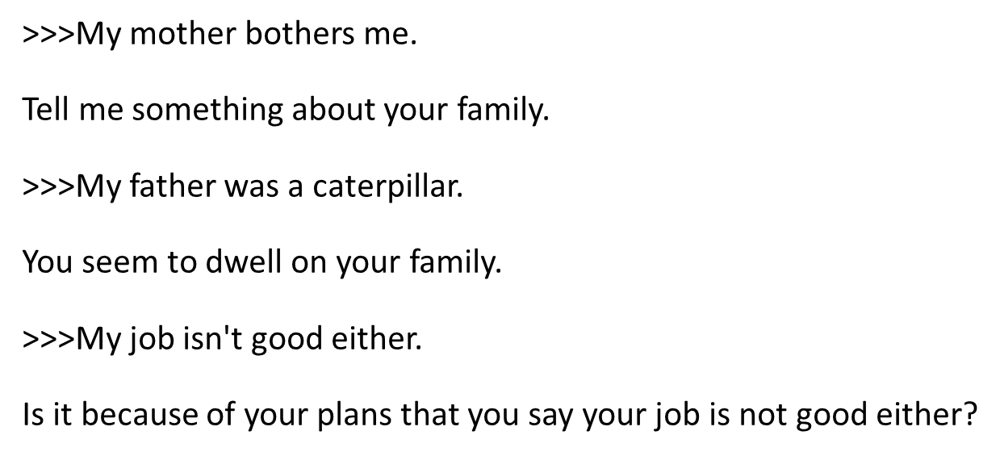 >>>My mother bothers me.
Tell me something about your family.
>>>My father was a caterpillar.
You seem to dwell on your family.
>>>My job isn't good either.
Is it because of your plans that you say your job is not good either?